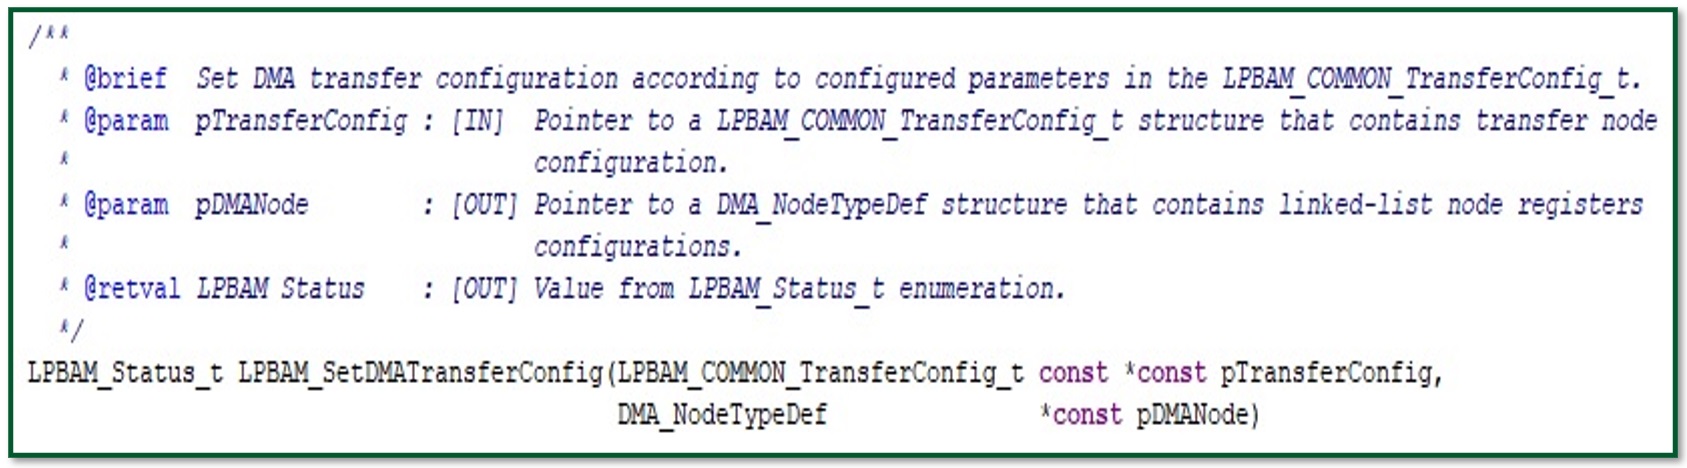 /**
* @brief Set DMA transfer configuration according to configured parameters in the LPBAM_COMMON_TransferConfig_t.
* @param pTransferConfig : [IN] Pointer to a LPBAM_COMMON_TransferConfig_t structure that contains transfer node
* configuration.
* @param pDMANode : [OUT] Pointer to a DMA_NodeTypeDef structure that contains linked-list node registers
* configurations.
* @retval LPBAM Status : [OUT] Value from LPBAM_Status_t enumeration.
*/
LPBAM_Status_t LPBAM_SetDMATransferConfig(LPBAM_COMMON_TransferConfig_t const *const pTransferConfig,
DMA_NodeTypeDef *const pDMANode)